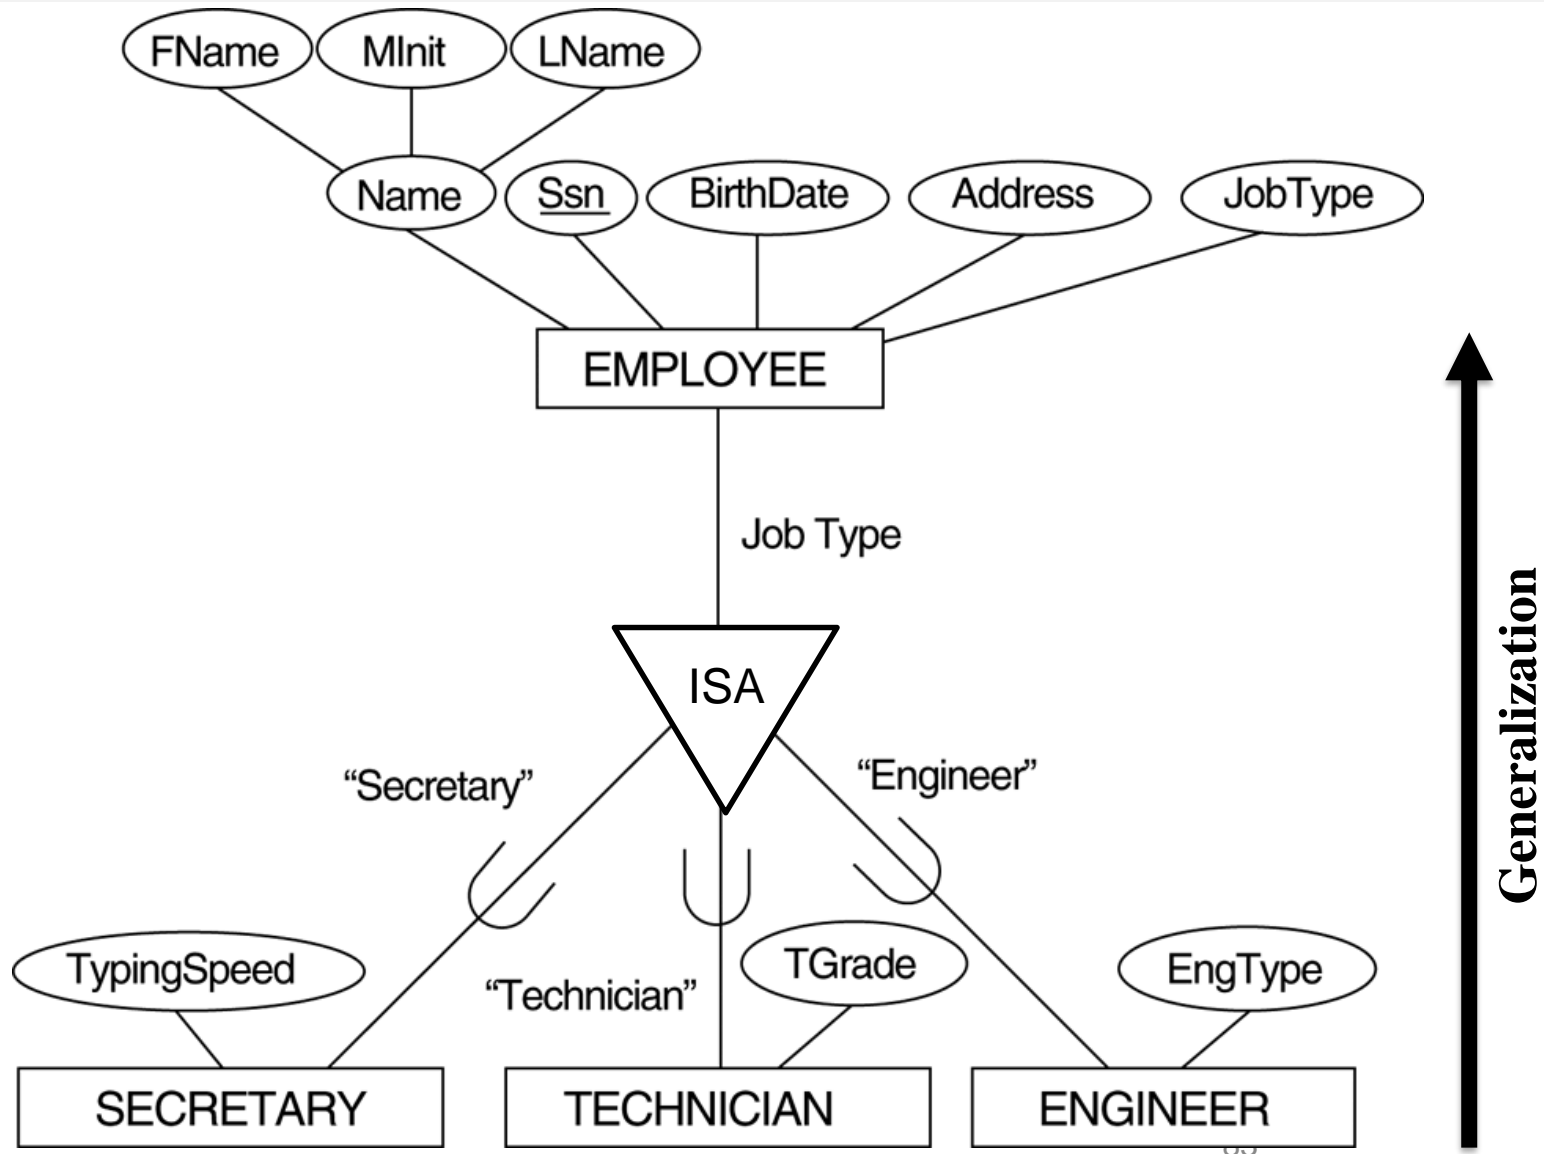 FName MInit LName
Name Ssn BirthDate Address JobType
EMPLOYEE
Job Type
ISA
“Secretary” “Engineer”
“Technician”
TypingSpeed TGrade EngType
SECRETARY TECHNICIAN ENGINEER
Generalization